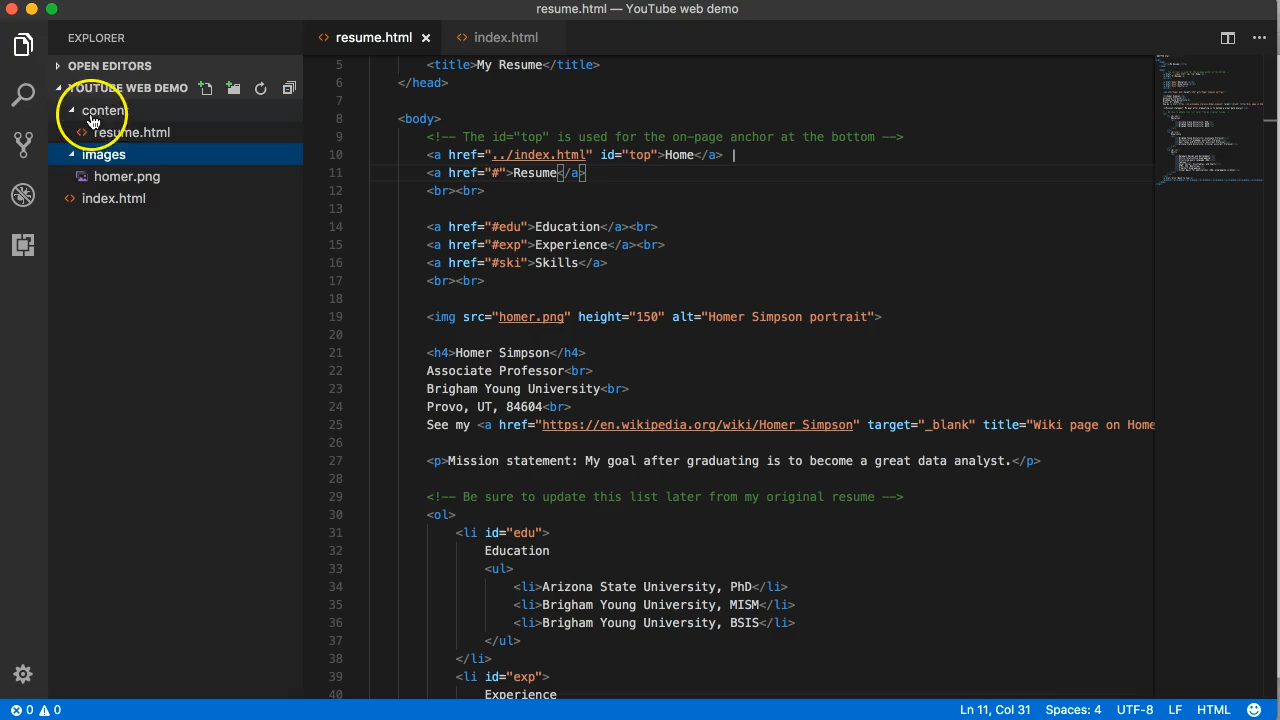 resume.html — YouTube web demo
EXPLORER
OPEN EDITORS
YOUTUBE WEB DEMO
content
resume.html
images
homer.png
index.html
resume.html × index.html
5 <title>My Resume</title>
6 </head>
7
8 <body>
9 <!-- The id="top" is used for the on-page anchor at the bottom -->
10 <a href="../index.html" id="top">Home</a> |
11 <a href="#">Resume</a>
12 <br><br>
13
14 <a href="#edu">Education</a><br>
15 <a href="#exp">Experience</a><br>
16 <a href="#ski">Skills</a>
17 <br><br>
18
19 <img src="homer.png" height="150" alt="Homer Simpson portrait">
20
21 <h4>Homer Simpson</h4>
22 Associate Professor<br>
23 Brigham Young University<br>
24 Provo, UT, 84604<br>
25 See my <a href="https://en.wikipedia.org/wiki/Homer_Simpson" target="_blank" title="Wiki page on Home
26
27 <p>Mission statement: My goal after graduating is to become a great data analyst.</p>
28
29 <!-- Be sure to update this list later from my original resume -->
30 <ol>
31 <li id="edu">
32 Education
33 <ul>
34 <li>Arizona State University, PhD</li>
35 <li>Brigham Young University, MISM</li>
36 <li>Brigham Young University, BSIS</li>
37 </ul>
38 </li>
39 <li id="exp">
40 Experience
0 0 Ln 11, Col 31 Spaces: 4 UTF-8 LF HTML